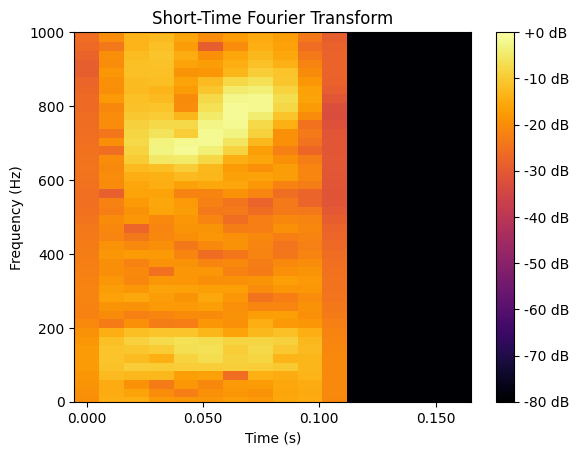 Short-Time Fourier Transform
1000
800
600
400
200
0
Frequency (Hz)
0.000
0.050
0.100
0.150
Time (s)
+0 dB
-10 dB
-20 dB
-30 dB
-40 dB
-50 dB
-60 dB
-70 dB
-80 dB